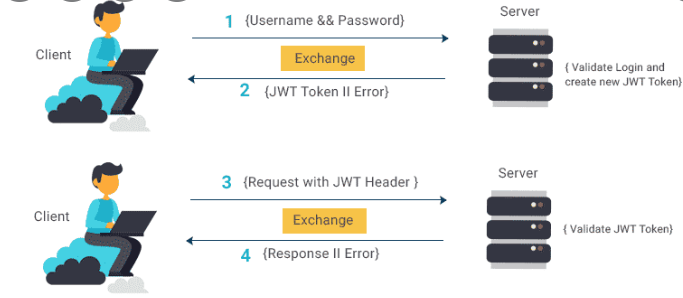 Server
1 {Username && Password}
Client
Exchange
{ Validate Login and
create new JWT Token}
2 {JWT Token II Error}
Server
3 {Request with JWT Header }
Client
Exchange
{ Validate JWT Token}
4 {Response II Error}